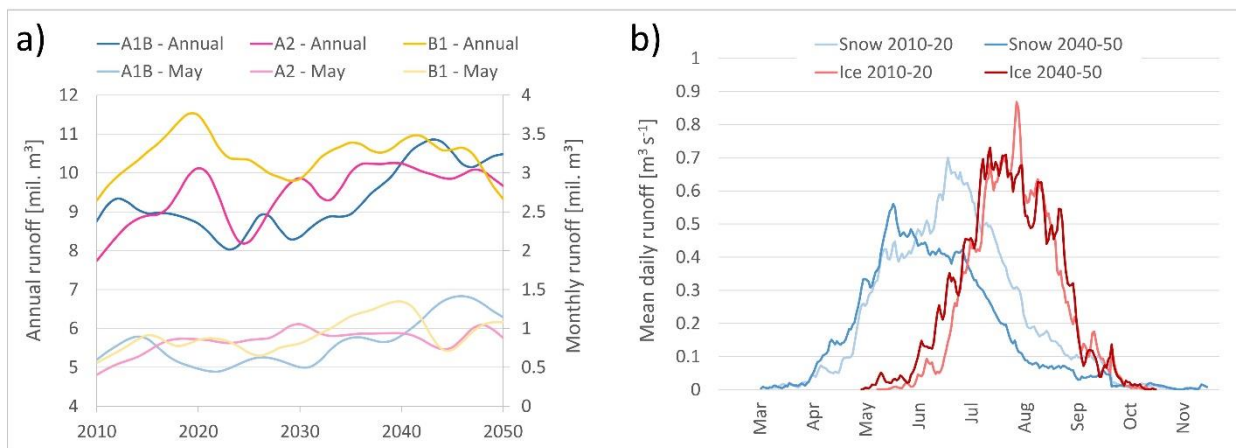 a)
A1B - Annual A2 - Annual B1 - Annual
A1B - May A2 - May B1 - May
12
11
10
9
8
7
6
5
4
Annual runoff [mil. m³]
4
3.5
3
2.5
2
1.5
1
0.5
0
Monthly runoff [mil. m³]
2010 2020 2030 2040 2050
b)
Snow 2010-20 Snow 2040-50
Ice 2010-20 Ice 2040-50
1
0.9
0.8
0.7
0.6
0.5
0.4
0.3
0.2
0.1
0
Mean daily runoff [m³ s⁻¹]
Mar Apr May Jun Jul Aug Sep Oct Nov